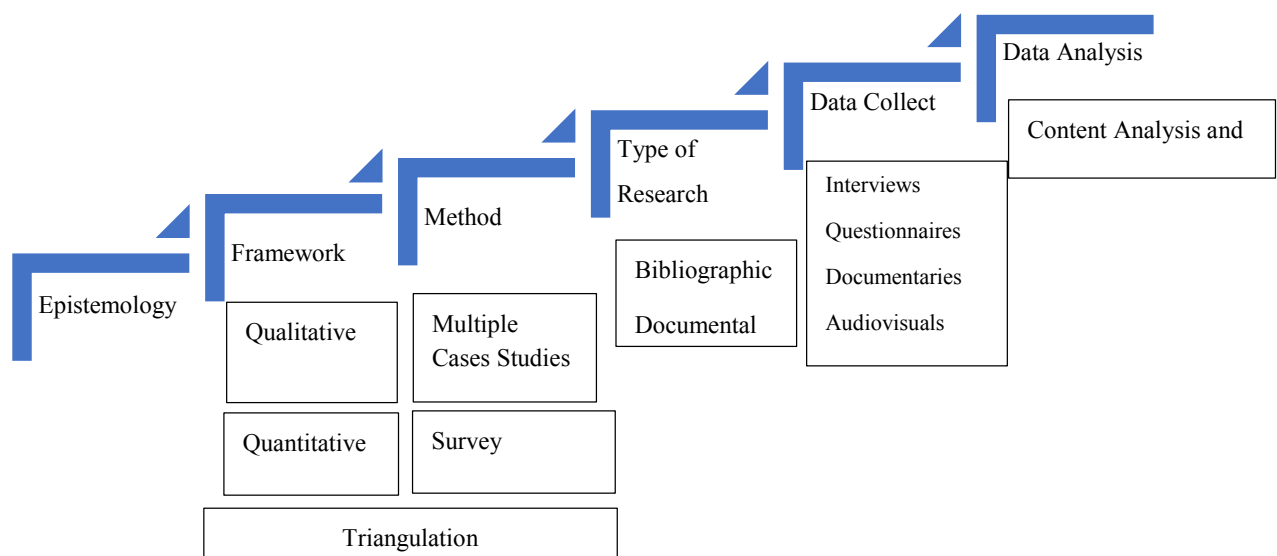 Epistemology
Framework
Qualitative
Quantitative
Method
Multiple
Cases Studies
Survey
Triangulation
Type of
Research
Bibliographic
Documental
Data Collect
Interviews
Questionnaires
Documentaries
Audiovisuals
Data Analysis
Content Analysis and